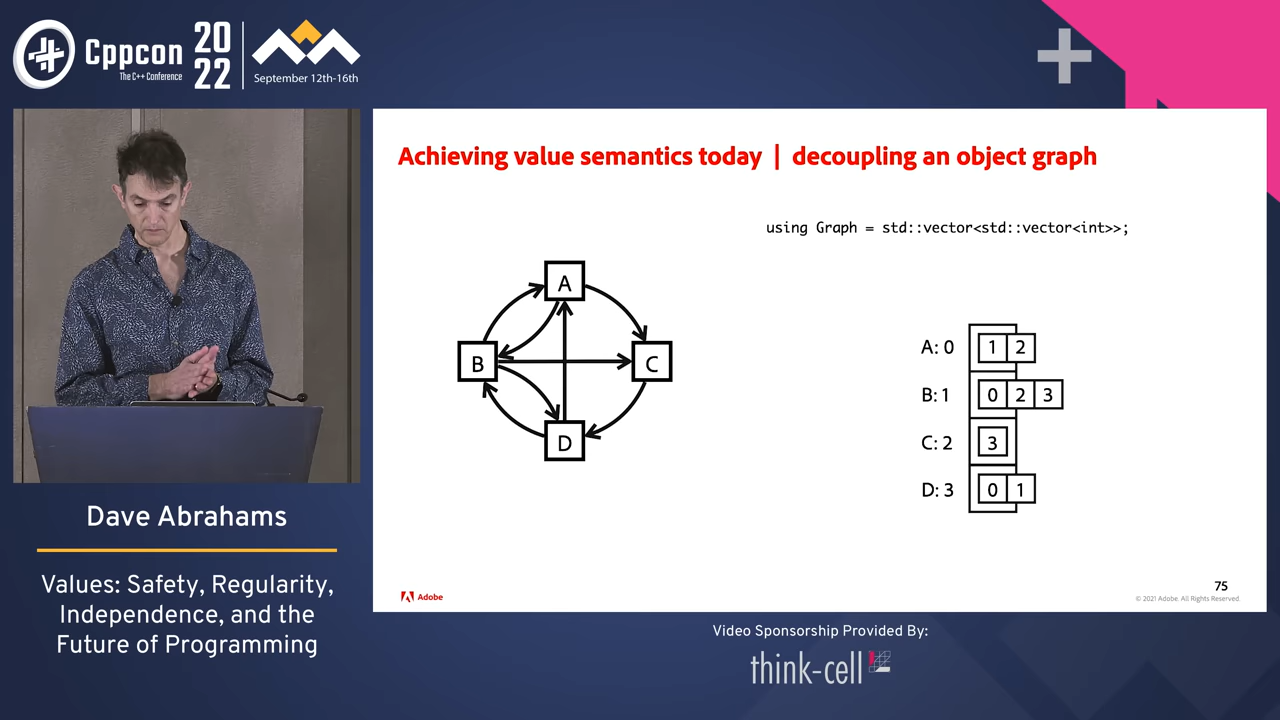 Cppcon
The C++ Conference
20
22
September 12th-16th
Achieving value semantics today | decoupling an object graph
using Graph = std::vector<std::vector<int>>;
A
B
C
D
A: 0
1 2
B: 1
0 2 3
C: 2
3
D: 3
0 1
Adobe
75
© 2021 Adobe. All Rights Reserved.
Dave Abrahams
Values: Safety, Regularity,
Independence, and the
Future of Programming
Video Sponsorship Provided By:
think-cell